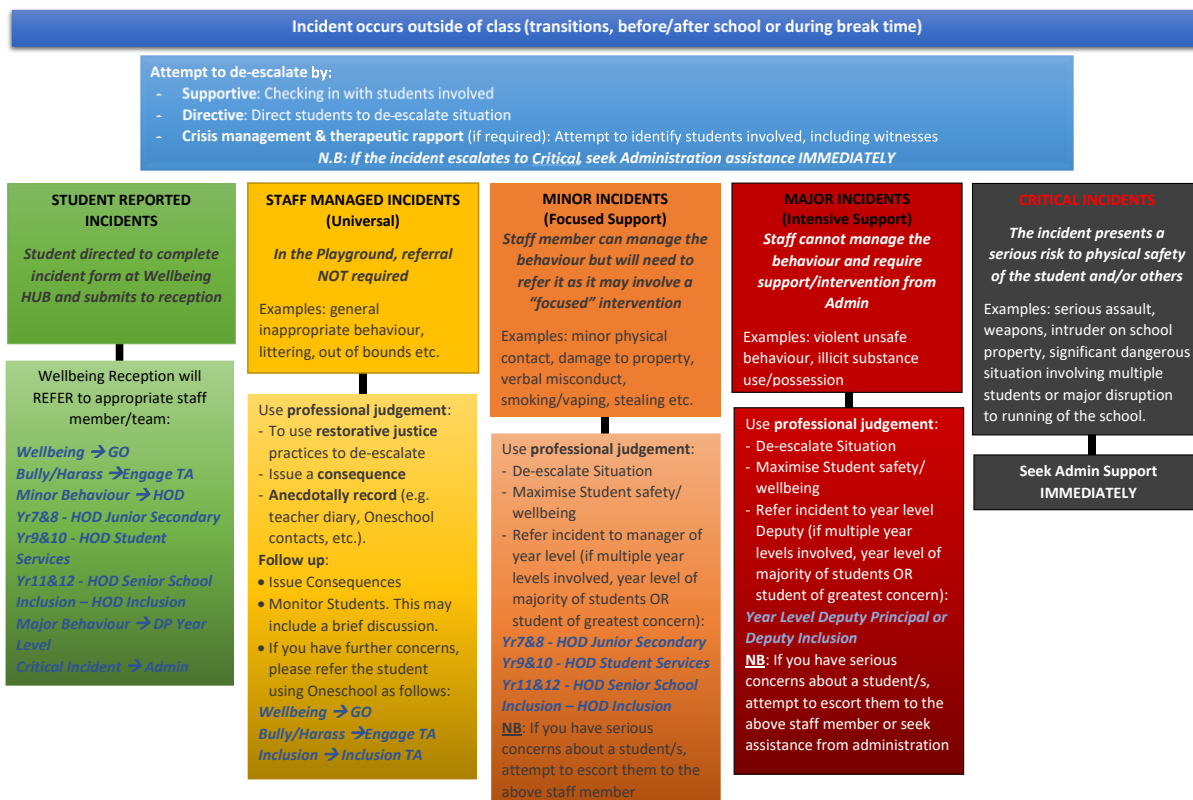 Incident occurs outside of class (transitions, before/after school or during break time)
Attempt to de-escalate by:
- Supportive: Checking in with students involved
- Directive: Direct students to de-escalate situation
- Crisis management & therapeutic rapport (if required): Attempt to identify students involved, including witnesses
N.B: If the incident escalates to Critical, seek Administration assistance IMMEDIATELY
STUDENT REPORTED
INCIDENTS
Student directed to complete
incident form at Wellbeing
HUB and submits to reception
Wellbeing Reception will
REFER to appropriate staff
member/team:
Wellbeing → GO
Bully/Harass →Engage TA
Minor Behaviour → HOD
Yr7&8 - HOD Junior Secondary
Yr9&10 - HOD Student
Services
Yr11&12 - HOD Senior School
Inclusion – HOD Inclusion
Major Behaviour → DP Year
Level
Critical Incident → Admin
STAFF MANAGED INCIDENTS
(Universal)
In the Playground, referral
NOT required
Examples: general
inappropriate behaviour,
littering, out of bounds etc.
Use professional judgement:
- To use restorative justice
practices to de-escalate
- Issue a consequence
- Anecdotally record (e.g.
teacher diary, Oneschool
contacts, etc.).
Follow up:
• Issue Consequences
• Monitor Students. This may
include a brief discussion.
• If you have further concerns,
please refer the student
using Oneschool as follows:
Wellbeing → GO
Bully/Harass →Engage TA
Inclusion → Inclusion TA
MINOR INCIDENTS
(Focused Support)
Staff member can manage the
behaviour but will need to
refer it as it may involve a
"focused" intervention
Examples: minor physical
contact, damage to property,
verbal misconduct,
smoking/vaping, stealing etc.
Use professional judgement:
- De-escalate Situation
- Maximise Student safety/
wellbeing
- Refer incident to manager of
year level (if multiple year
levels involved, year level of
majority of students OR
student of greatest concern):
Yr7&8 - HOD Junior Secondary
Yr9&10 - HOD Student Services
Yr11&12 - HOD Senior School
Inclusion – HOD Inclusion
NB: If you have serious
concerns about a student/s,
attempt to escort them to the
above staff member
MAJOR INCIDENTS
(Intensive Support)
Staff cannot manage the
behaviour and require
support/intervention from
Admin
Examples: violent unsafe
behaviour, illicit substance
use/possession
Use professional judgement:
- De-escalate Situation
- Maximise Student safety/
wellbeing
- Refer incident to year level
Deputy (if multiple year
levels involved, year level of
majority of students OR
student of greatest concern):
Year Level Deputy Principal or
Deputy Inclusion
NB: If you have serious
concerns about a student/s,
attempt to escort them to the
above staff member or seek
assistance from administration
CRITICAL INCIDENTS
The incident presents a
serious risk to physical safety
of the student and/or others
Examples: serious assault,
weapons, intruder on school
property, significant dangerous
situation involving multiple
students or major disruption
to running of the school.
Seek Admin Support
IMMEDIATELY